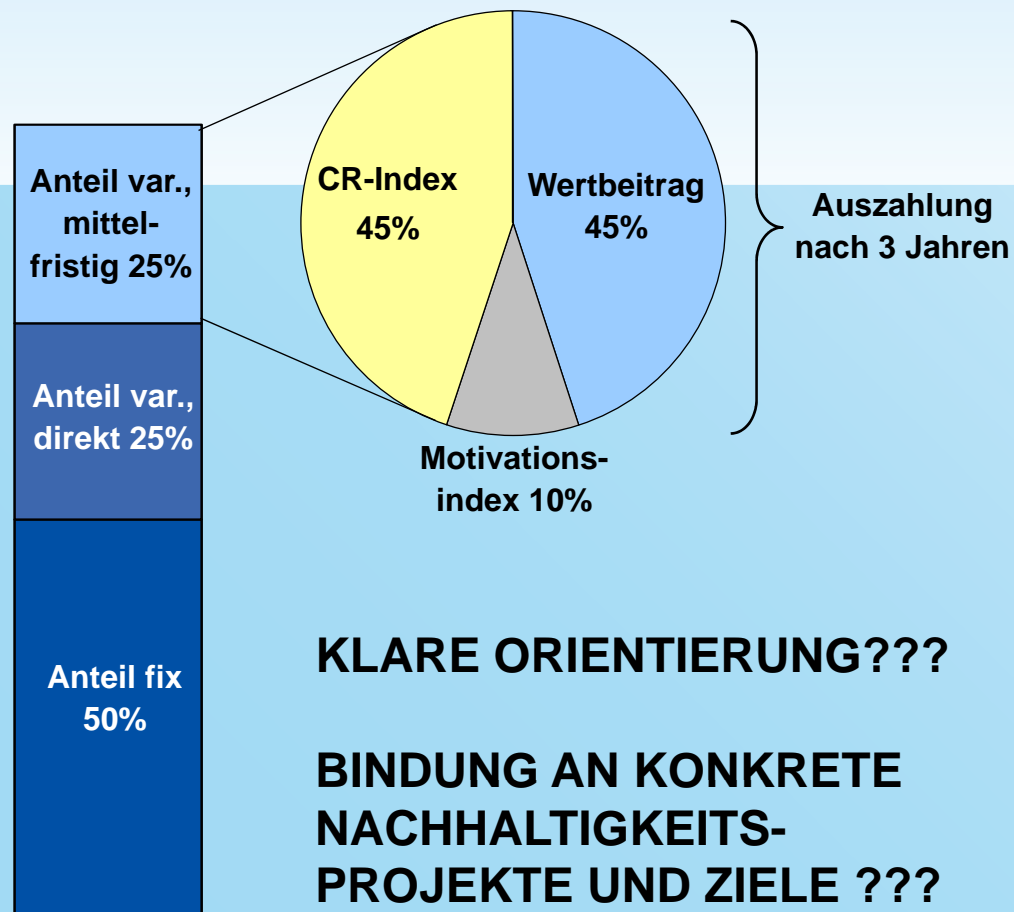 Anteil var.,
mittel-
fristig 25%
Anteil var.,
direkt 25%
Anteil fix
50%
CR-Index
45%
Wertbeitrag
45%
Motivations-
index 10%
Auszahlung
nach 3 Jahren
KLARE ORIENTIERUNG???
BINDUNG AN KONKRETE
NACHHALTIGKEITS-
PROJEKTE UND ZIELE ???